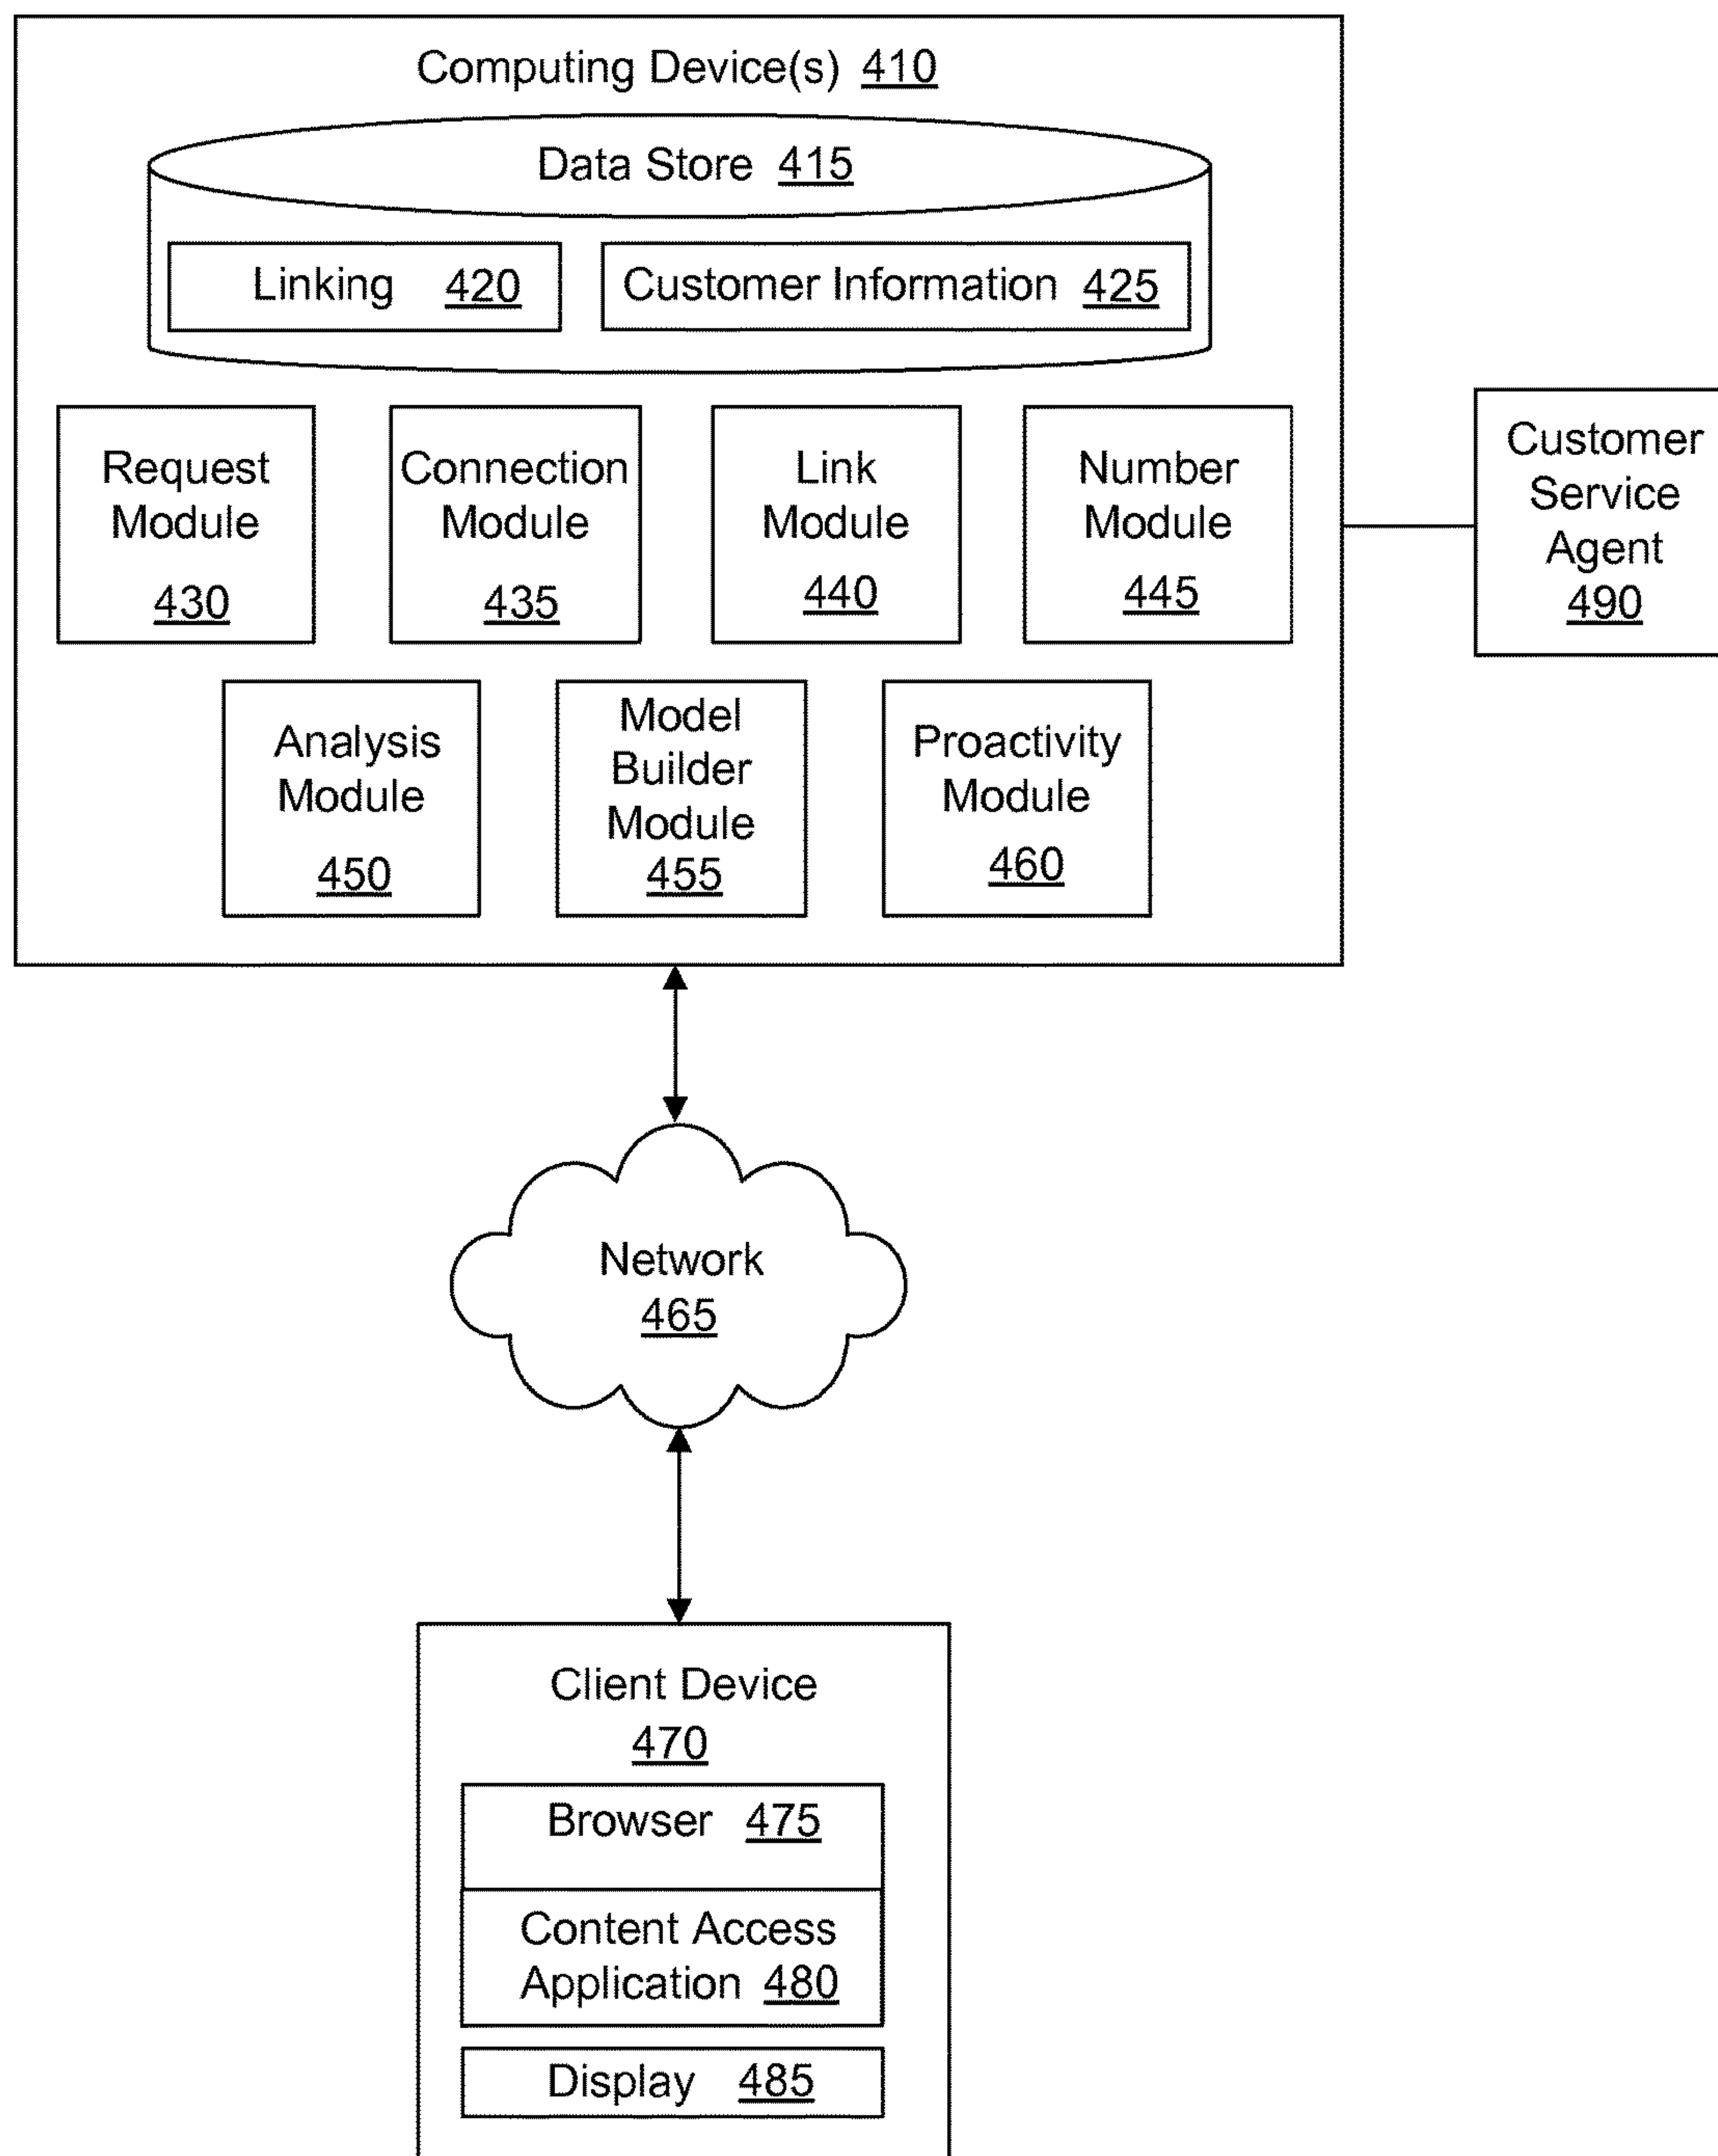 Computing Device(s) 410
Data Store 415
Linking 420
Customer Information 425
Request
Module
430
Connection
Module
435
Link
Module
440
Number
Module
445
Customer
Service
Agent
490
Analysis
Module
450
Model
Builder
Module
455
Proactivity
Module
460
Network
465
Client Device
470
Browser 475
Content Access
Application 480
Display 485